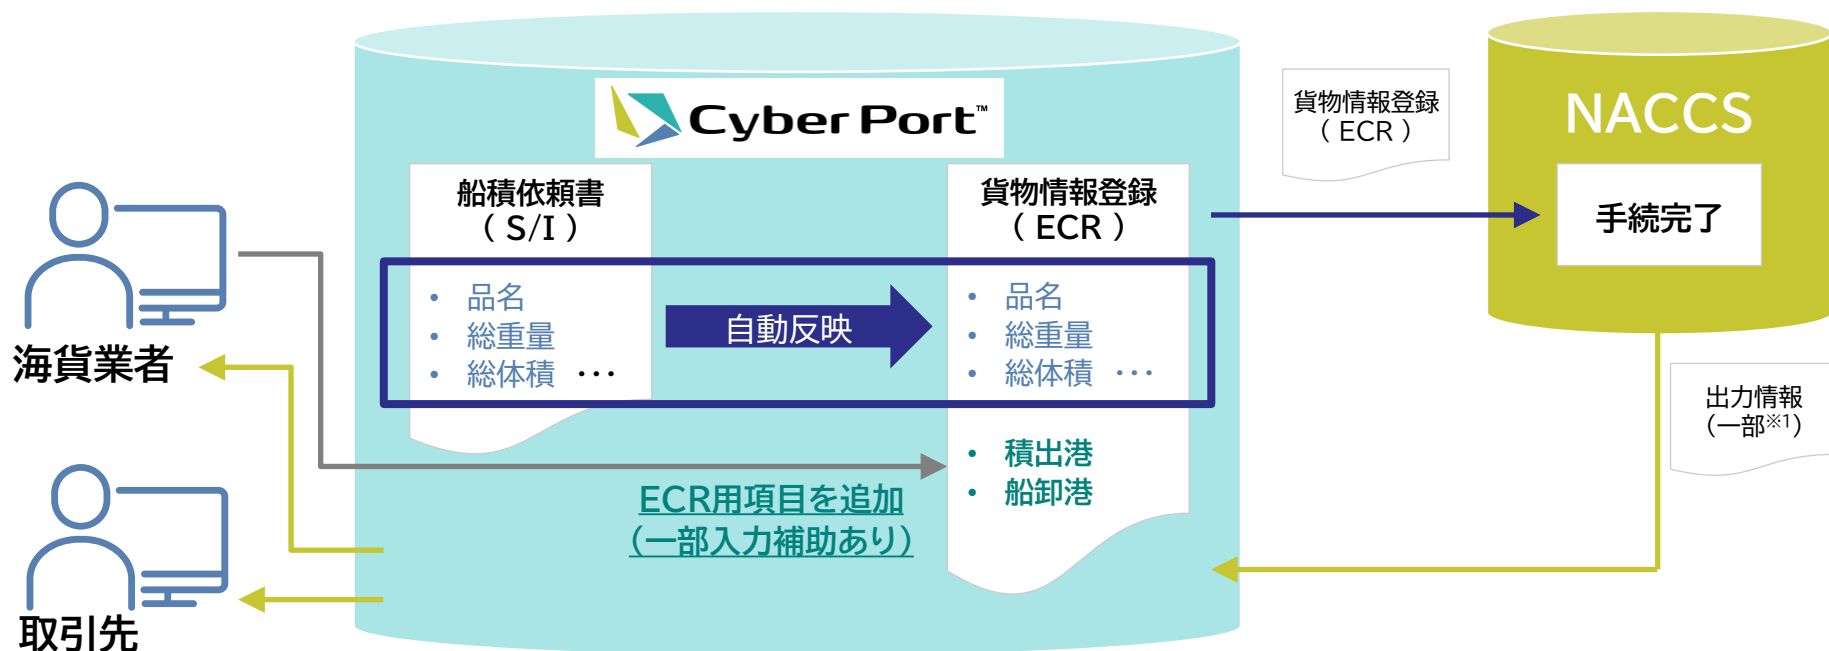 Cyber Port™
船積依頼書
（ S/I ）
• 品名
• 総重量
• 総体積 …
自動反映
貨物情報登録
（ ECR ）
• 品名
• 総重量
• 総体積 …
• 積出港
• 船卸港
ECR用項目を追加
（一部入力補助あり）
海貨業者
取引先
貨物情報登録
（ ECR ）
NACCS
手続完了
出力情報
（一部※1）